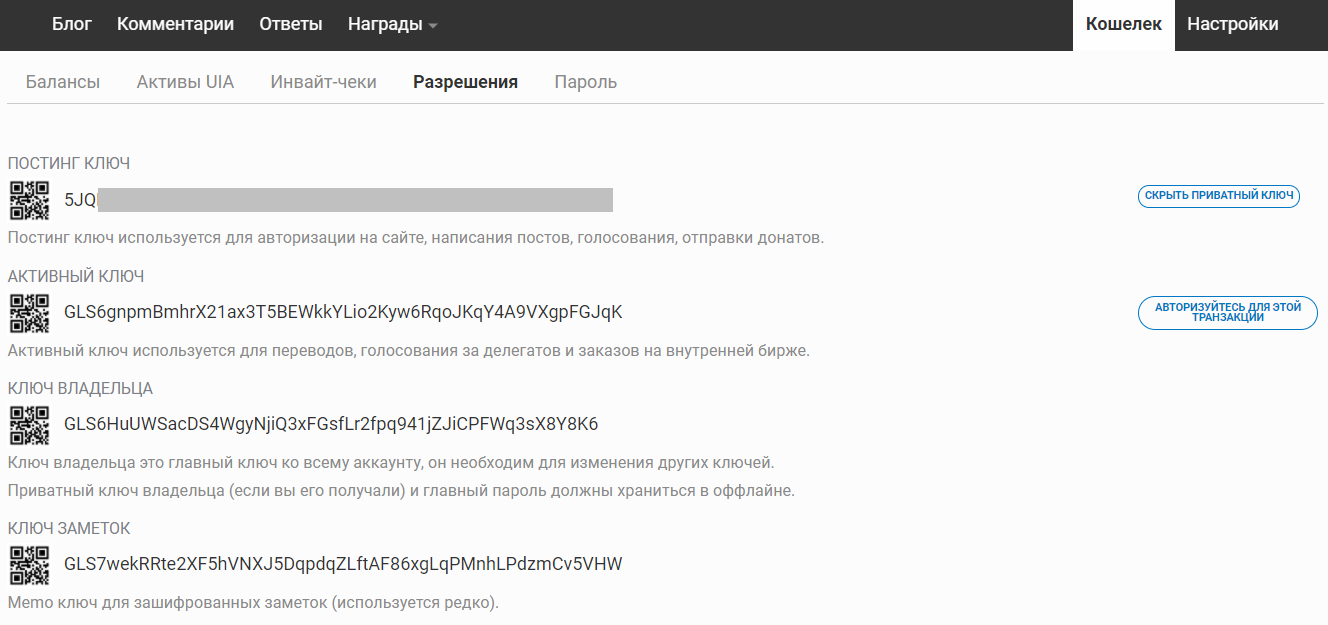 Блог Комментарии Ответы Награды Кошелек Настройки
Балансы Активы UIA Инвайт-чеки Разрешения Пароль
ПОСТИНГ КЛЮЧ
5JQ
СКРЫТЬ ПРИВАТНЫЙ КЛЮЧ
Постинг ключ используется для авторизации на сайте, написания постов, голосования, отправки донатов.
АКТИВНЫЙ КЛЮЧ
GLS6gnpmBmhrX21ax3T5BEWkkYLio2Kyw6RqoJKqY4A9VXgpFGJqK
АВТОРИЗУЙТЕСЬ ДЛЯ ЭТОЙ
ТРАНЗАКЦИИ
Активный ключ используется для переводов, голосования за делегатов и заказов на внутренней бирже.
КЛЮЧ ВЛАДЕЛЬЦА
GLS6HuUWSacDS4WgyNjiQ3xFGsfLr2fpq941jZJiCPFWq3sX8Y8K6
Ключ владельца это главный ключ ко всему аккаунту, он необходим для изменения других ключей.
Приватный ключ владельца (если вы его получали) и главный пароль должны храниться в оффлайне.
КЛЮЧ ЗАМЕТОК
GLS7wekRRte2XF5hVNXJ5DqpdqZLftAF86xgLqPMnhLPdzmCv5VHW
Memo ключ для зашифрованных заметок (используется редко).